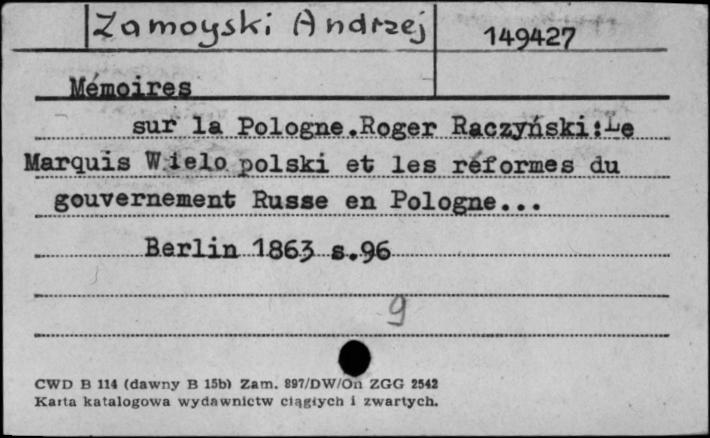 Zamoyski Andrzej 149427
Mémoires
sur la Pologne.Roger Raczyński:Le
Marquis Wielopolski et les réformes du
gouvernement Russe en Pologne...
Berlin 1863 s.96
9
CWD B 114 (dawny B 15b) Zam. 897/DW/On ZGG 2542
Karta katalogowa wydawnictw ciągłych i zwartych.